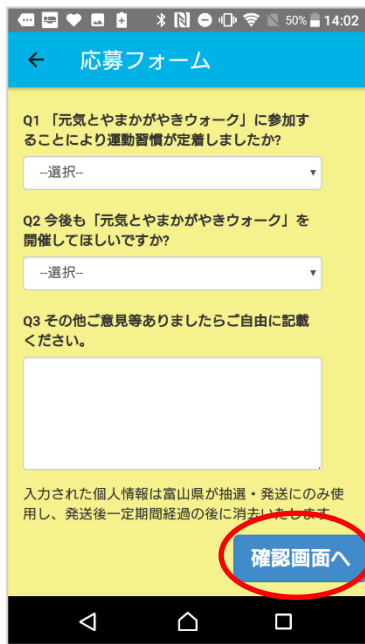 50% 14:02
応募フォーム
Q1 「元気とやまかがやきウォーク」に参加す
ることにより運動習慣が定着しましたか?
--選択--
Q2 今後も「元気とやまかがやきウォーク」を
開催してほしいですか?
--選択--
Q3 その他ご意見等ありましたらご自由に記載
ください。
入力された個人情報は富山県が抽選・発送にのみ使
用し、発送後一定期間経過の後に消去いたします
確認画面へ